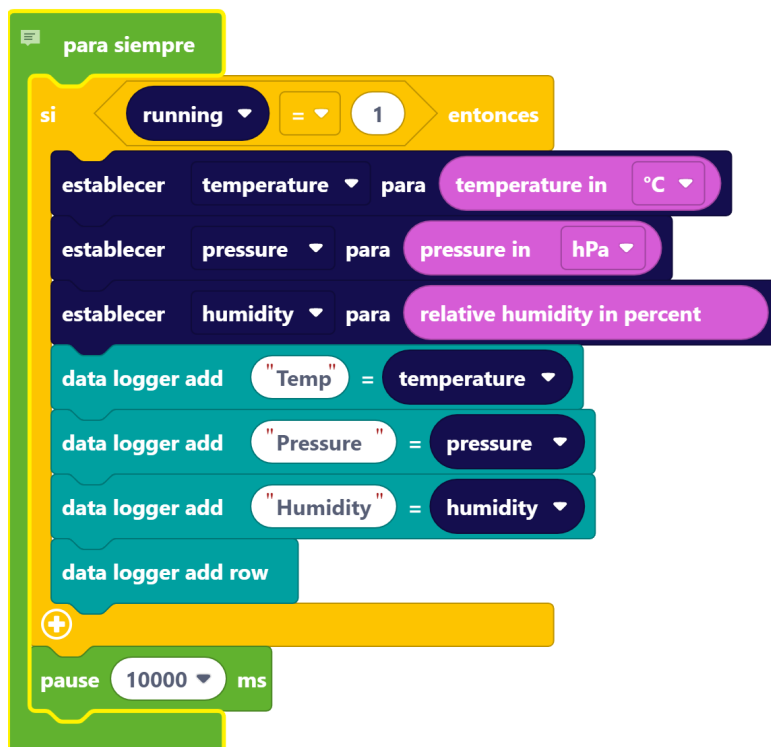 para siempre
si running = 1 entonces
establecer temperature para temperature in °C
establecer pressure para pressure in hPa
establecer humidity para relative humidity in percent
data logger add "Temp" = temperature
data logger add "Pressure" = pressure
data logger add "Humidity" = humidity
data logger add row
pause 10000 ms